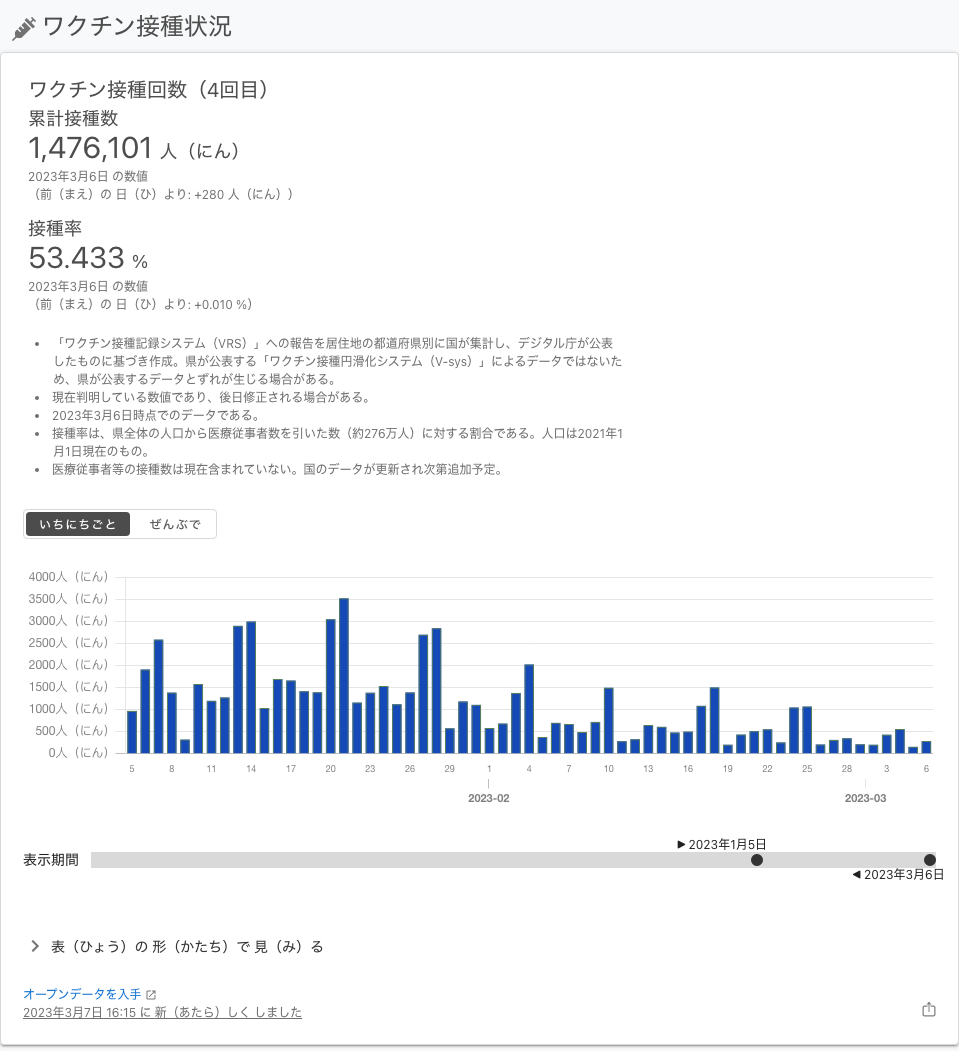 ワクチン接種状況
ワクチン接種回数（4回目）
累計接種数
1,476,101 人（にん）
2023年3月6日 の数値
（前（まえ）の 日（ひ）より: +280 人（にん））
接種率
53.433 %
2023年3月6日 の数値
（前（まえ）の 日（ひ）より: +0.010 %）
• 「ワクチン接種記録システム（VRS）」への報告を居住地の都道府県別に国が集計し、デジタル庁が公表
したものに基づき作成。県が公表する「ワクチン接種円滑化システム（V-sys）」によるデータではないた
め、県が公表するデータとずれが生じる場合がある。
• 現在判明している数値であり、後日修正される場合がある。
• 2023年3月6日時点でのデータである。
• 接種率は、県全体の人口から医療従事者数を引いた数（約276万人）に対する割合である。人口は2021年1
月1日現在のもの。
• 医療従事者等の接種数は現在含まれていない。国のデータが更新され次第追加予定。
いちにちごと ぜんぶで
4000人（にん）
3500人（にん）
3000人（にん）
2500人（にん）
2000人（にん）
1500人（にん）
1000人（にん）
500人（にん）
0人（にん）
5 8 11 14 17 20 23 26 29 1 4 7 10 13 16 19 22 25 28 3 6
2023-02 2023-03
▶ 2023年1月5日
表示期間
◀ 2023年3月6日
表（ひょう）の 形（かたち）で 見（み）る
オープンデータを入手
2023年3月7日 16:15 に 新（あたら）しく しました